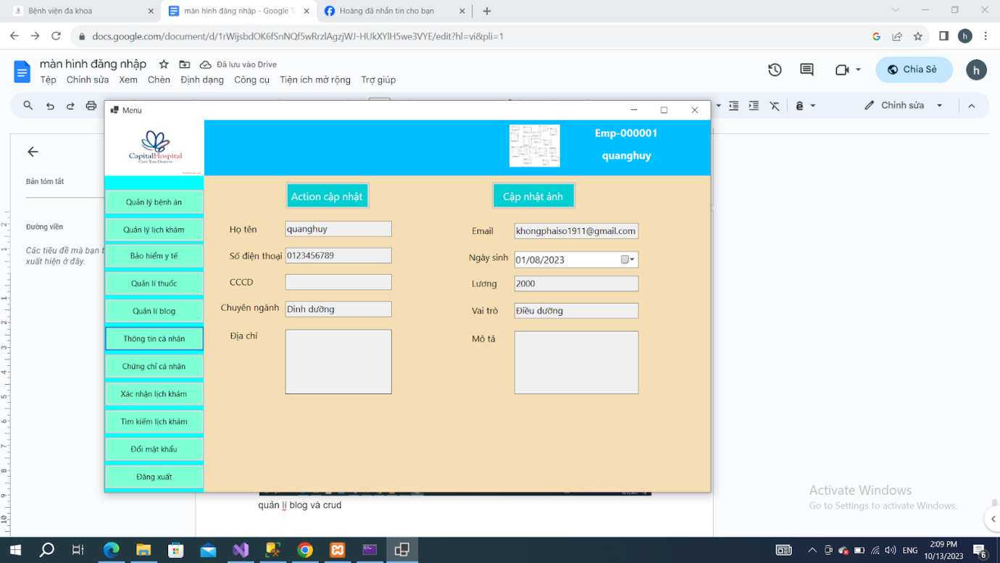 Bệnh viện đa khoa
màn hình đăng nhập - Google T
Hoàng đã nhắn tin cho bạn
docs.google.com/document/d/1rWijsbdOK6fSnNQf5wRrzlAgzjWJ-HUkXYlH5we3VYE/edit?hl=vi&pli=1
h
màn hình đăng nhập
Đã lưu vào Drive
Tệp Chỉnh sửa Xem Chèn Định dạng Công cụ Tiện ích mở rộng Trợ giúp
Chia Sẻ
h
Chỉnh sửa
Menu
CapitalHospital
Care You Deserve
Emp-000001
quanghuy
Bản tóm tắt
Đường viền
Các tiêu đề mà bạn t
xuất hiện ở đây.
Quản lý bệnh án
Quản lý lịch khám
Bảo hiểm y tế
Quản lí thuốc
Quản lí blog
Thông tin cá nhân
Chứng chỉ cá nhân
Xác nhận lịch khám
Tìm kiếm lịch khám
Đổi mật khẩu
Đăng xuất
Action cập nhật
Cập nhật ảnh
Họ tên quanghuy
Email khongphaiso1911@gmail.com
Số điện thoại 0123456789
Ngày sinh 01/08/2023
CCCD
Lương 2000
Chuyên ngành Dinh dưỡng
Vai trò Điều dưỡng
Địa chỉ
Mô tả
quản lí blog và crud
Activate Windows
Go to Settings to activate Windows.
ENG
2:09 PM
10/13/2023
6